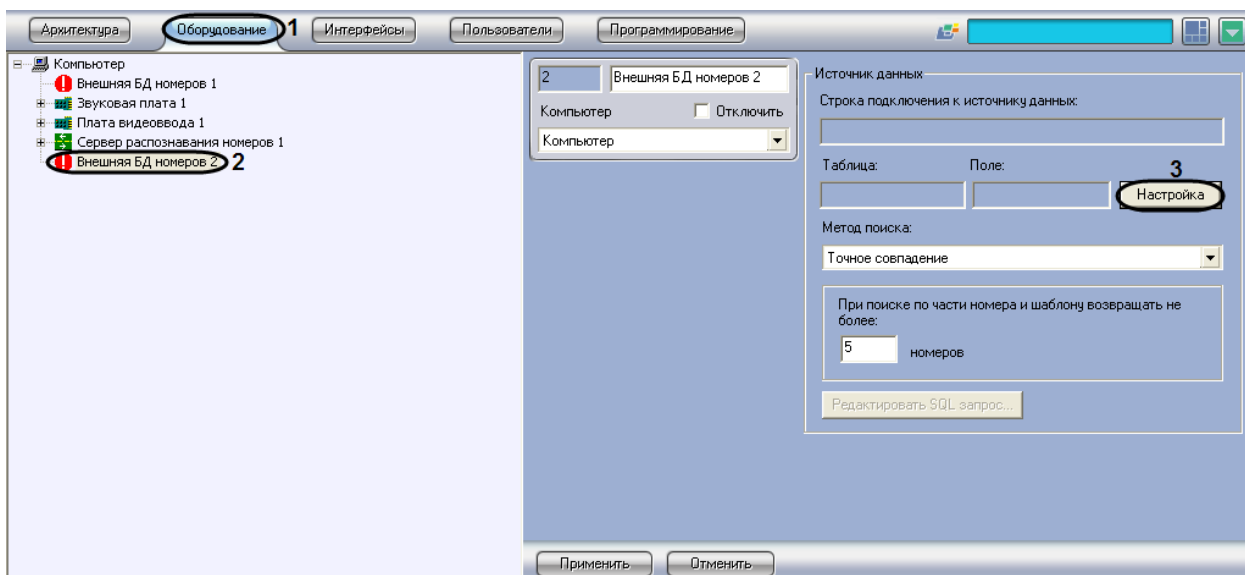 Архитектура Оборудование 1 Интерфейсы Пользователи Программирование
Компьютер
Внешняя БД номеров 1
Звуковая плата 1
Плата видеоввода 1
Сервер распознавания номеров 1
Внешняя БД номеров 2 2
2 Внешняя БД номеров 2
Компьютер Отключить
Компьютер
Источник данных
Строка подключения к источнику данных:
Таблица: Поле: 3
Настройка
Метод поиска:
Точное совпадение
При поиске по части номера и шаблону возвращать не
более:
5 номеров
Редактировать SQL запрос...
Применить Отменить